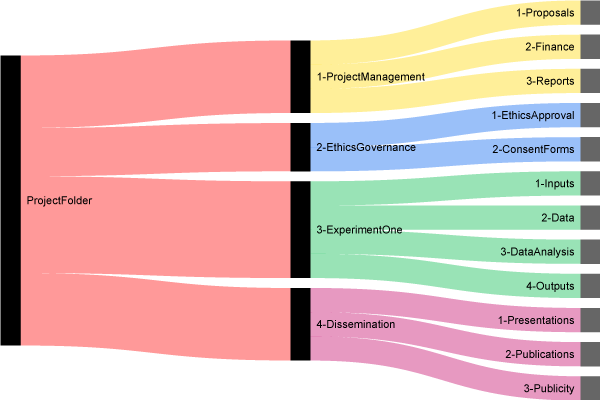 ProjectFolder
1-ProjectManagement
2-EthicsGovernance
3-ExperimentOne
4-Dissemination
1-Proposals
2-Finance
3-Reports
1-EthicsApproval
2-ConsentForms
1-Inputs
2-Data
3-DataAnalysis
4-Outputs
1-Presentations
2-Publications
3-Publicity